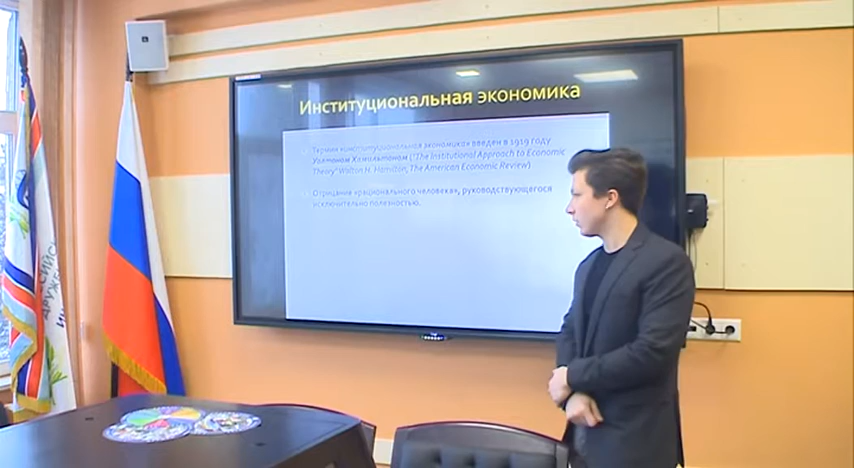 Институциональная экономика
Термин «институциональная экономика» введен в 1919 году
Уолтоном Хамильтоном ("The Institutional Approach to Economic
Theory" Walton H. Hamilton, The American Economic Review)
Отрицание «рационального человека», руководствующегося
исключительно полезностью.